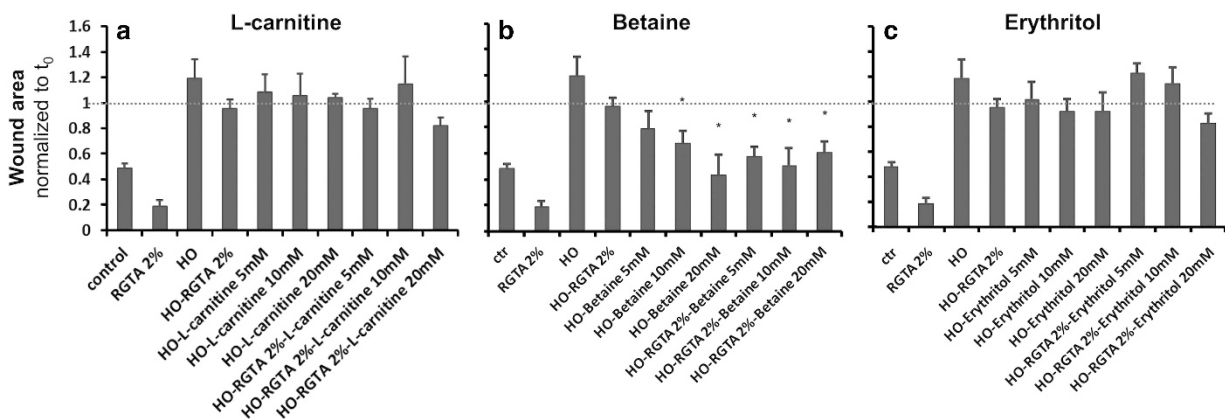 a L-carnitine
b Betaine
c Erythritol
Wound area
normalized to t0
1.6
1.4
1.2
1
0.8
0.6
0.4
0.2
0
control
RGTA 2%
HO
HO-RGTA 2%
HO-L-carnitine 5mM
HO-L-carnitine 10mM
HO-L-carnitine 20mM
HO-RGTA 2%-L-carnitine 5mM
HO-RGTA 2%-L-carnitine 10mM
HO-RGTA 2%-L-carnitine 20mM
* * * * *
ctr
RGTA 2%
HO
HO-RGTA 2%
HO-Betaine 5mM
HO-Betaine 10mM
HO-Betaine 20mM
HO-RGTA 2%-Betaine 5mM
HO-RGTA 2%-Betaine 10mM
HO-RGTA 2%-Betaine 20mM
ctr
RGTA 2%
HO
HO-RGTA 2%
HO-Erythritol 5mM
HO-Erythritol 10mM
HO-Erythritol 20mM
HO-RGTA 2%-Erythritol 5mM
HO-RGTA 2%-Erythritol 10mM
HO-RGTA 2%-Erythritol 20mM